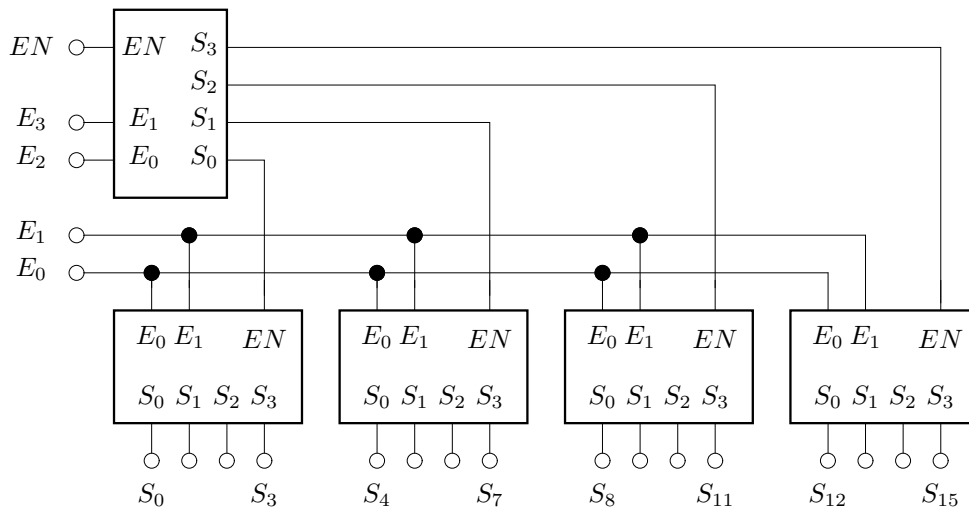 EN EN S₃
S₂
E₃ E₁ S₁
E₂ E₀ S₀
E₁
E₀
E₀ E₁ EN E₀ E₁ EN E₀ E₁ EN E₀ E₁ EN
S₀ S₁ S₂ S₃ S₀ S₁ S₂ S₃ S₀ S₁ S₂ S₃ S₀ S₁ S₂ S₃
S₀ S₃ S₄ S₇ S₈ S₁₁ S₁₂ S₁₅